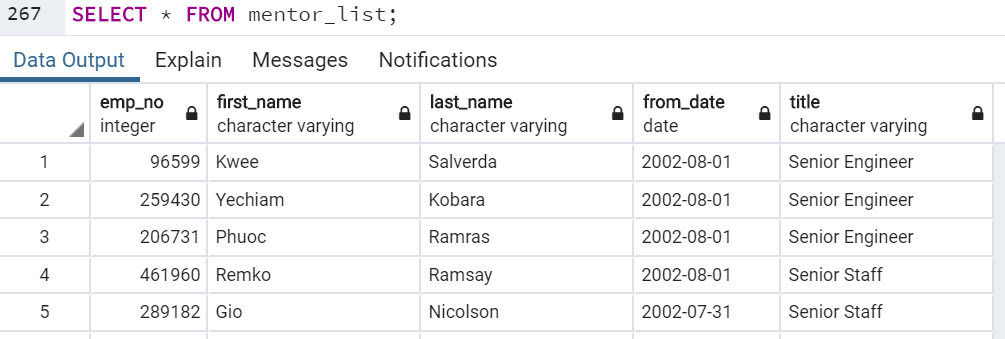 267 SELECT * FROM mentor_list;
Data Output Explain Messages Notifications
emp_no first_name last_name from_date title
integer character varying character varying date character varying
1 96599 Kwee Salverda 2002-08-01 Senior Engineer
2 259430 Yechiam Kobara 2002-08-01 Senior Engineer
3 206731 Phuoc Ramras 2002-08-01 Senior Engineer
4 461960 Remko Ramsay 2002-08-01 Senior Staff
5 289182 Gio Nicolson 2002-07-31 Senior Staff